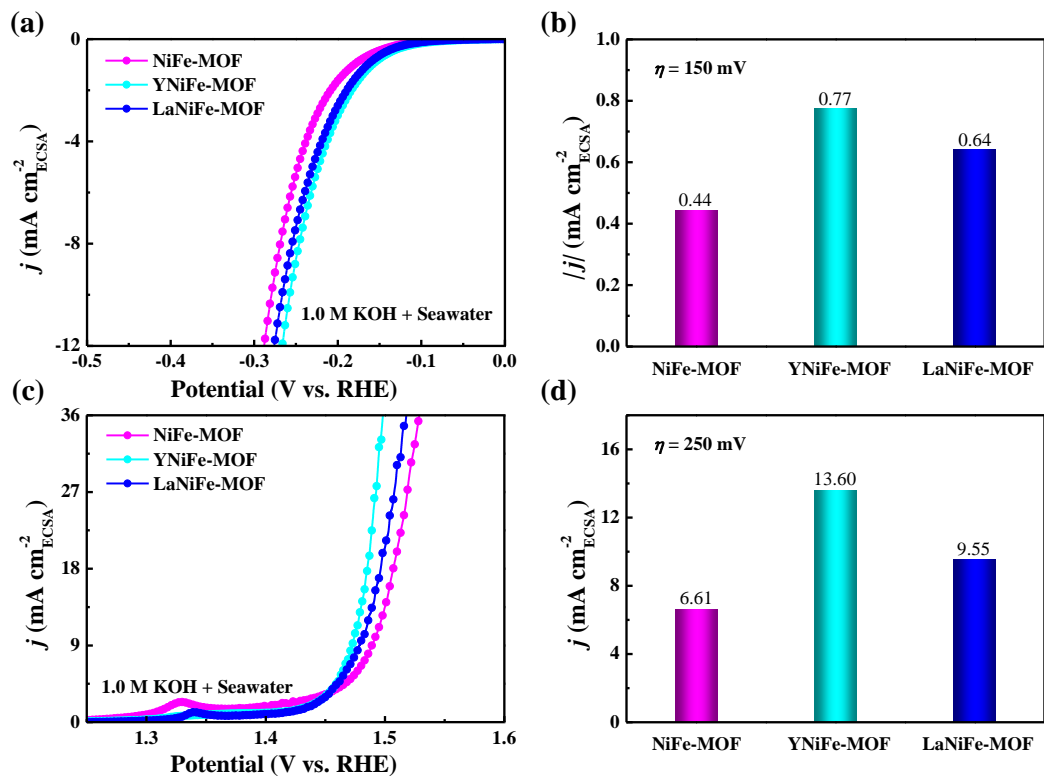 (a)
0
-4
-8
-12
j (mA cm⁻²ECSA)
NiFe-MOF
YNiFe-MOF
LaNiFe-MOF
1.0 M KOH + Seawater
-0.5 -0.4 -0.3 -0.2 -0.1 0.0
Potential (V vs. RHE)
(b)
1.0
0.8
0.6
0.4
0.2
0.0
|j| (mA cm⁻²ECSA)
η = 150 mV
0.44
0.77
0.64
NiFe-MOF YNiFe-MOF LaNiFe-MOF
(c)
36
27
18
9
0
j (mA cm⁻²ECSA)
NiFe-MOF
YNiFe-MOF
LaNiFe-MOF
1.0 M KOH + Seawater
1.3 1.4 1.5 1.6
Potential (V vs. RHE)
(d)
16
12
8
4
0
j (mA cm⁻²ECSA)
η = 250 mV
6.61
13.60
9.55
NiFe-MOF YNiFe-MOF LaNiFe-MOF